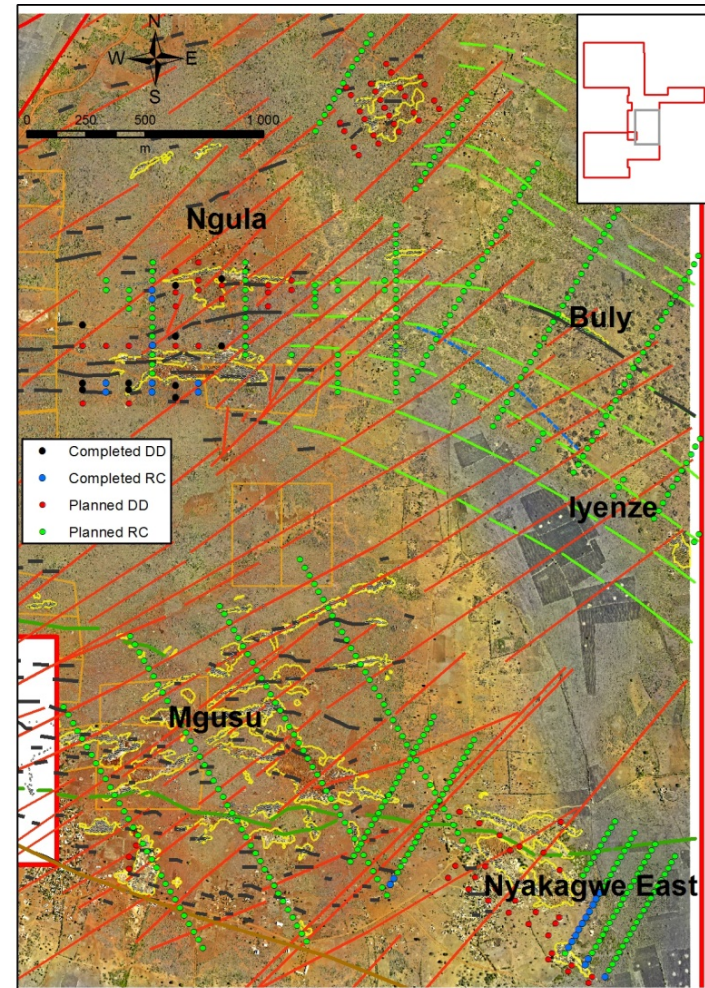 N
W E
S
0 250 500 1 000
m
Ngula
Buly
Completed DD
Completed RC
Planned DD
Planned RC
Iyenze
Mgusu
Nyakagwe East